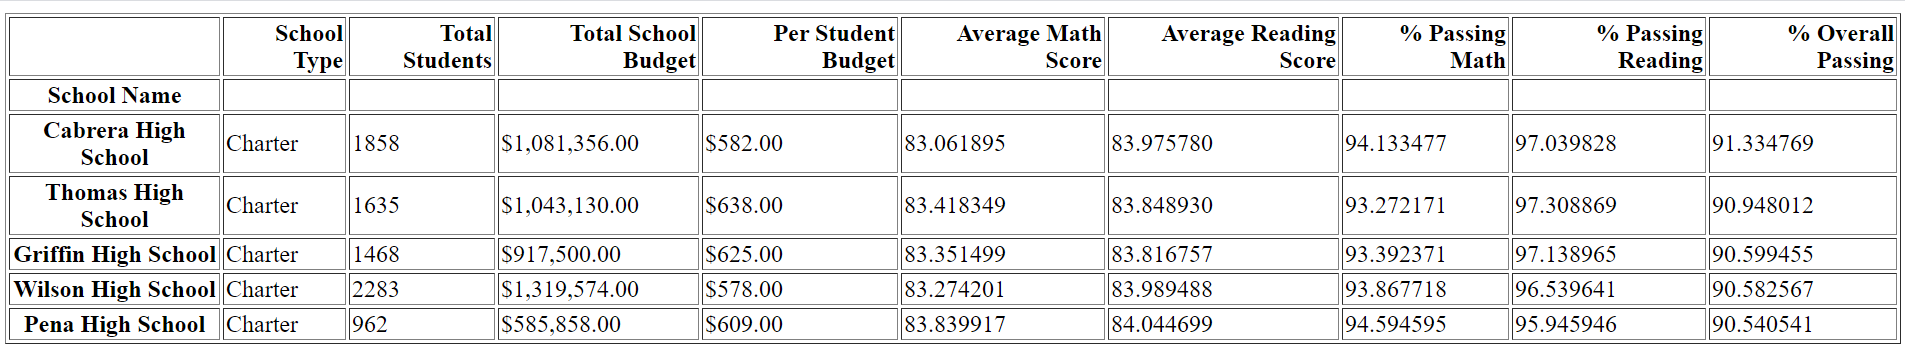 School Type Total Students Total School Budget Per Student Budget Average Math Score Average Reading Score % Passing Math % Passing Reading % Overall Passing
School Name
Cabrera High School Charter 1858 $1,081,356.00 $582.00 83.061895 83.975780 94.133477 97.039828 91.334769
Thomas High School Charter 1635 $1,043,130.00 $638.00 83.418349 83.848930 93.272171 97.308869 90.948012
Griffin High School Charter 1468 $917,500.00 $625.00 83.351499 83.816757 93.392371 97.138965 90.599455
Wilson High School Charter 2283 $1,319,574.00 $578.00 83.274201 83.989488 93.867718 96.539641 90.582567
Pena High School Charter 962 $585,858.00 $609.00 83.839917 84.044699 94.594595 95.945946 90.540541